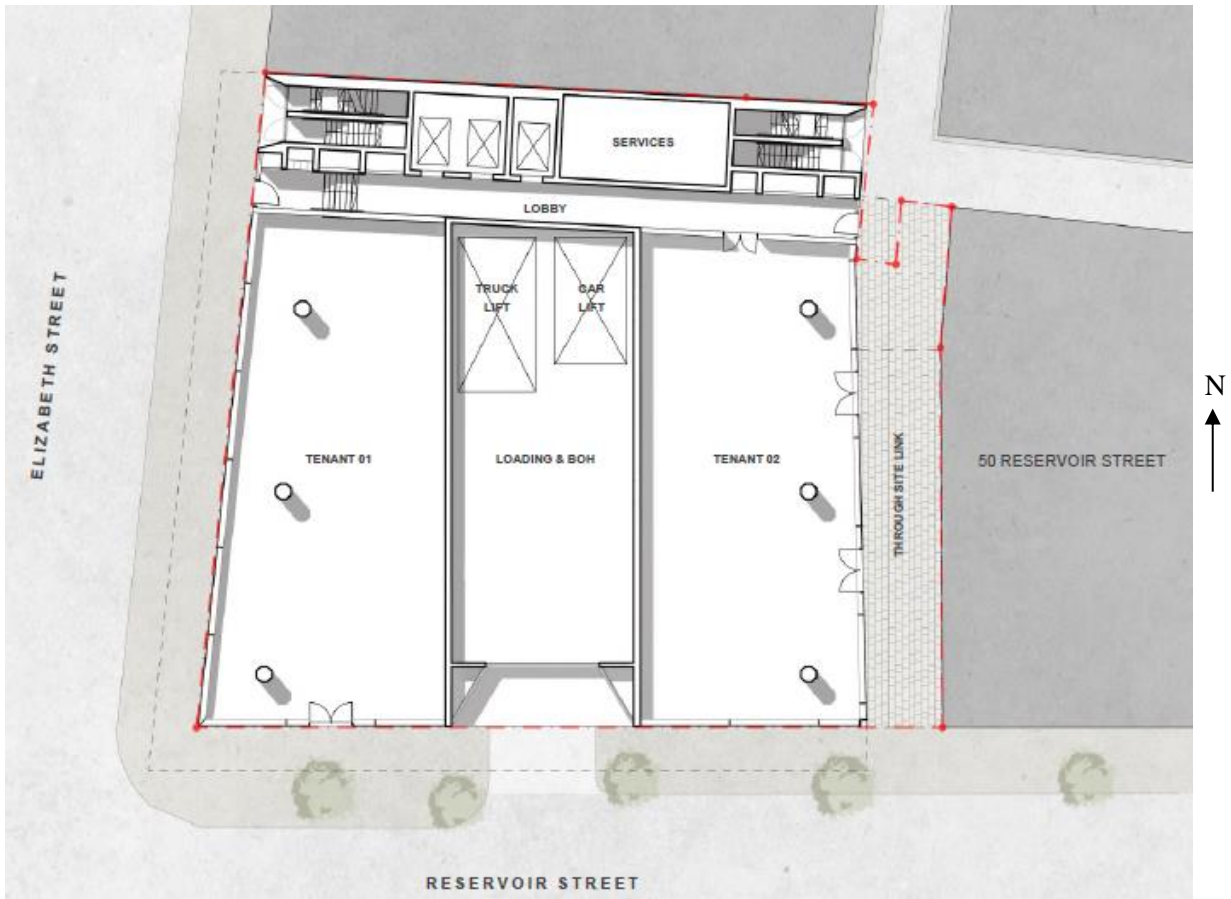 SERVICES
LOBBY
TRUCK
LIFT
CAR
LIFT
ELIZABETH STREET
TENANT 01
LOADING & BOH
TENANT 02
THROUGH SITE LINK
50 RESERVOIR STREET
N
RESERVOIR STREET